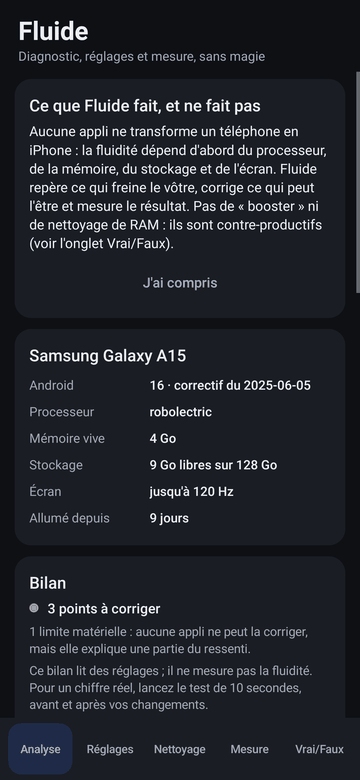 Fluide
Diagnostic, réglages et mesure, sans magie
Ce que Fluide fait, et ne fait pas
Aucune appli ne transforme un téléphone en
iPhone : la fluidité dépend d'abord du processeur,
de la mémoire, du stockage et de l'écran. Fluide
repère ce qui freine le vôtre, corrige ce qui peut
l'être et mesure le résultat. Pas de « booster » ni
de nettoyage de RAM : ils sont contre-productifs
(voir l'onglet Vrai/Faux).
J'ai compris
Samsung Galaxy A15
Android 16 · correctif du 2025-06-05
Processeur robolectric
Mémoire vive 4 Go
Stockage 9 Go libres sur 128 Go
Écran jusqu'à 120 Hz
Allumé depuis 9 jours
Bilan
3 points à corriger
1 limite matérielle : aucune appli ne peut la corriger,
mais elle explique une partie du ressenti.
Ce bilan lit des réglages ; il ne mesure pas la fluidité.
Pour un chiffre réel, lancez le test de 10 secondes,
avant et après vos changements.
Analyse Réglages Nettoyage Mesure Vrai/Faux